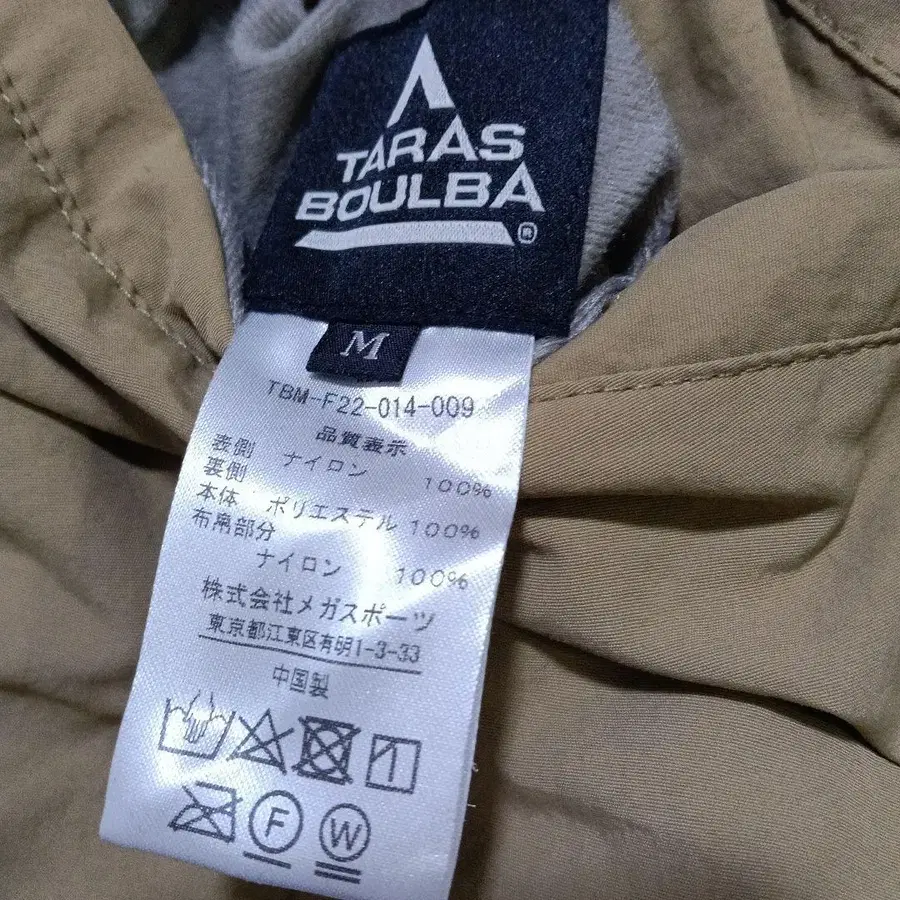 TARAS
BOULBA
®
M
TBM-F22-014-009
品質表示
表側 ナイロン 100%
裏側
本体 ポリエステル 100%
布帛部分
ナイロン 100%
株式会社メガスポーツ
東京都江東区有明1-3-33
中国製
F W